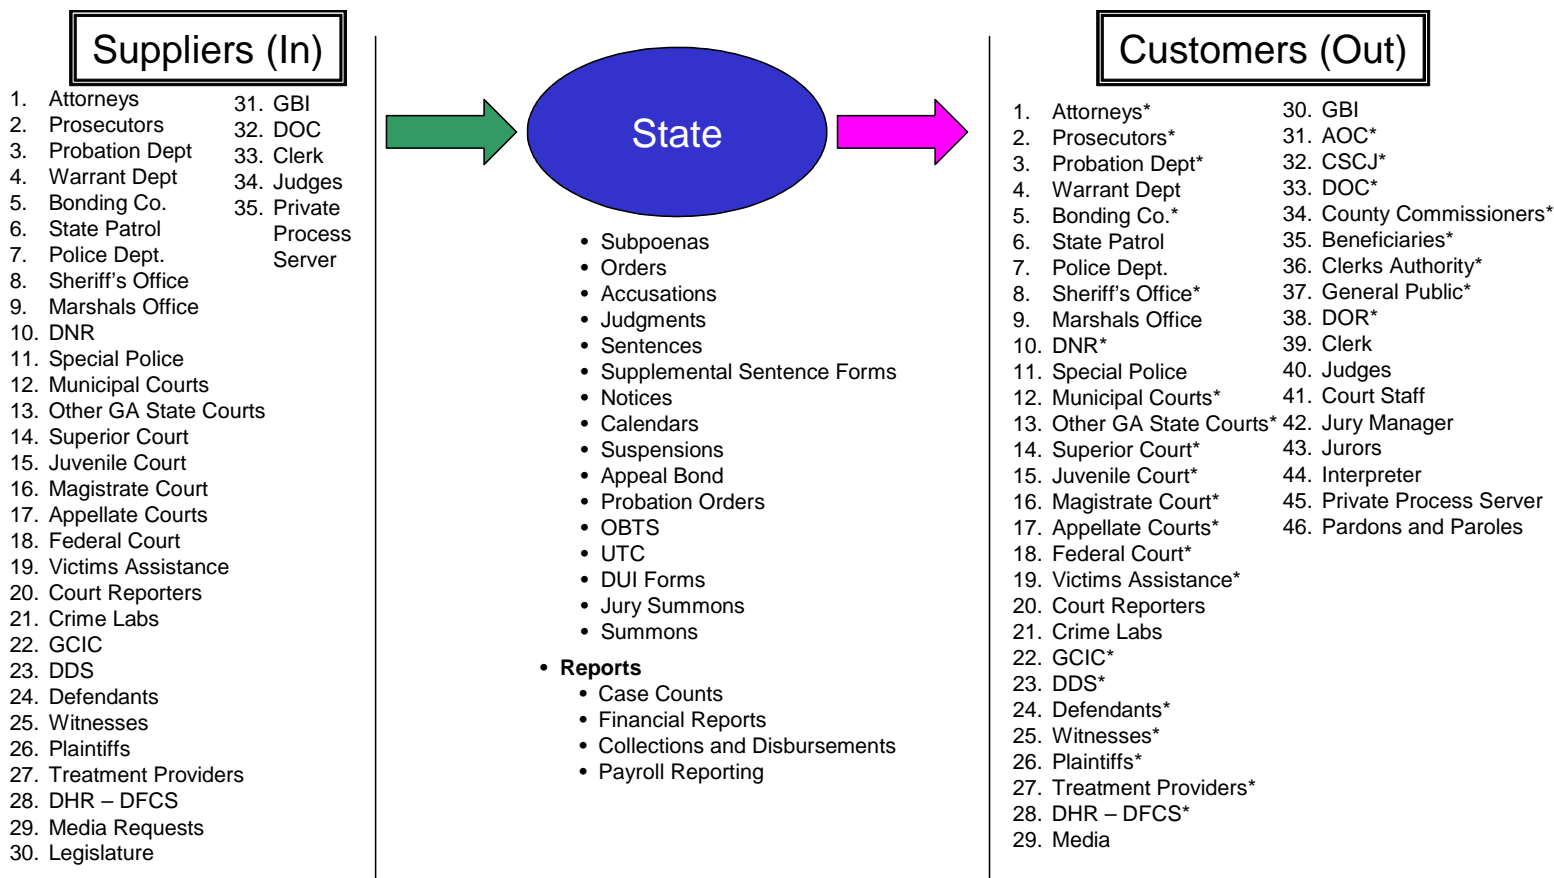 Suppliers (In)
1. Attorneys
2. Prosecutors
3. Probation Dept
4. Warrant Dept
5. Bonding Co.
6. State Patrol
7. Police Dept.
8. Sheriff’s Office
9. Marshals Office
10. DNR
11. Special Police
12. Municipal Courts
13. Other GA State Courts
14. Superior Court
15. Juvenile Court
16. Magistrate Court
17. Appellate Courts
18. Federal Court
19. Victims Assistance
20. Court Reporters
21. Crime Labs
22. GCIC
23. DDS
24. Defendants
25. Witnesses
26. Plaintiffs
27. Treatment Providers
28. DHR – DFCS
29. Media Requests
30. Legislature
31. GBI
32. DOC
33. Clerk
34. Judges
35. Private
Process
Server
State
• Subpoenas
• Orders
• Accusations
• Judgments
• Sentences
• Supplemental Sentence Forms
• Notices
• Calendars
• Suspensions
• Appeal Bond
• Probation Orders
• OBTS
• UTC
• DUI Forms
• Jury Summons
• Summons
• Reports
• Case Counts
• Financial Reports
• Collections and Disbursements
• Payroll Reporting
Customers (Out)
1. Attorneys*
2. Prosecutors*
3. Probation Dept*
4. Warrant Dept
5. Bonding Co.*
6. State Patrol
7. Police Dept.
8. Sheriff’s Office*
9. Marshals Office
10. DNR*
11. Special Police
12. Municipal Courts*
13. Other GA State Courts*
14. Superior Court*
15. Juvenile Court*
16. Magistrate Court*
17. Appellate Courts*
18. Federal Court*
19. Victims Assistance*
20. Court Reporters
21. Crime Labs
22. GCIC*
23. DDS*
24. Defendants*
25. Witnesses*
26. Plaintiffs*
27. Treatment Providers*
28. DHR – DFCS*
29. Media
30. GBI
31. AOC*
32. CSCJ*
33. DOC*
34. County Commissioners*
35. Beneficiaries*
36. Clerks Authority*
37. General Public*
38. DOR*
39. Clerk
40. Judges
41. Court Staff
42. Jury Manager
43. Jurors
44. Interpreter
45. Private Process Server
46. Pardons and Paroles